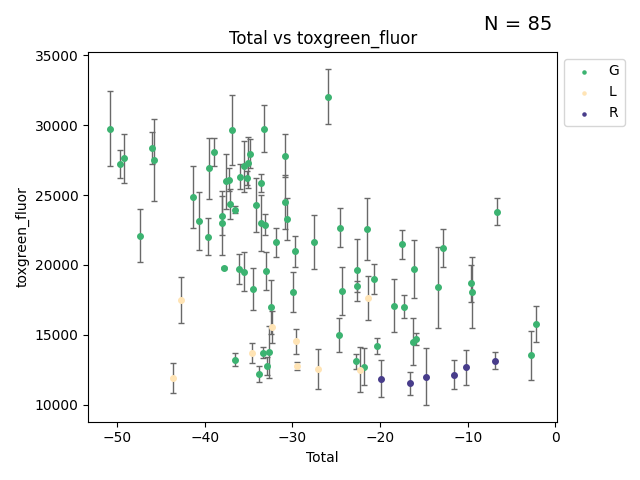 N = 85
Total vs toxgreen_fluor
35000
30000
25000
20000
15000
10000
toxgreen_fluor
−50
−40
−30
−20
−10
0
Total
G
L
R